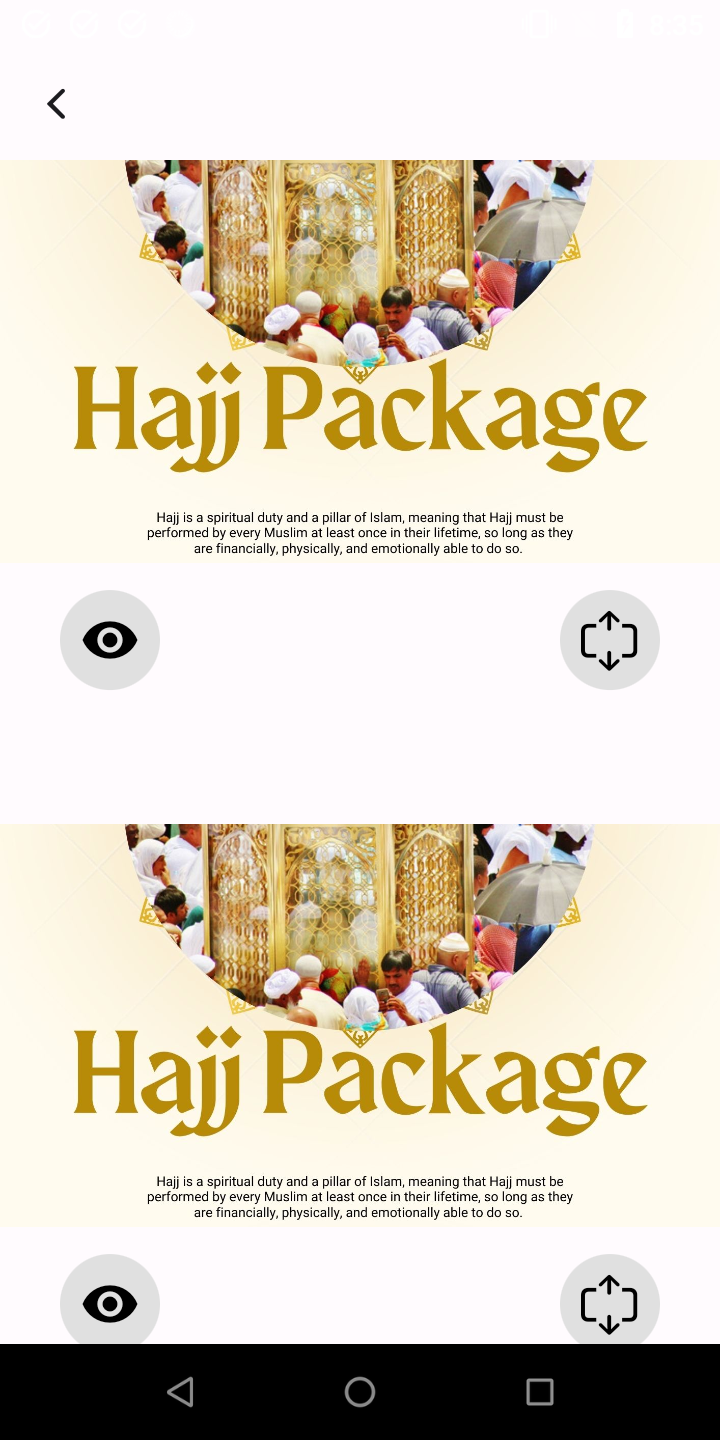 Hajj Package
Hajj is a spiritual duty and a pillar of Islam, meaning that Hajj must be
performed by every Muslim at least once in their lifetime, so long as they
are financially, physically, and emotionally able to do so.
Hajj Package
Hajj is a spiritual duty and a pillar of Islam, meaning that Hajj must be
performed by every Muslim at least once in their lifetime, so long as they
are financially, physically, and emotionally able to do so.